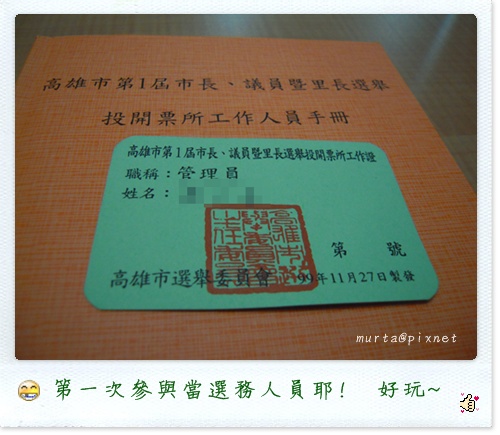 高雄市第1屆市長、議員暨里長選舉
投開票所工作人員手冊
高雄市第1屆市長、議員暨里長選舉投開票所工作證
職稱：管理員
姓名：
第 號
高雄市選舉委員會 99年11月27日製發
murta@pixnet
第一次參與當選務人員耶! 好玩~